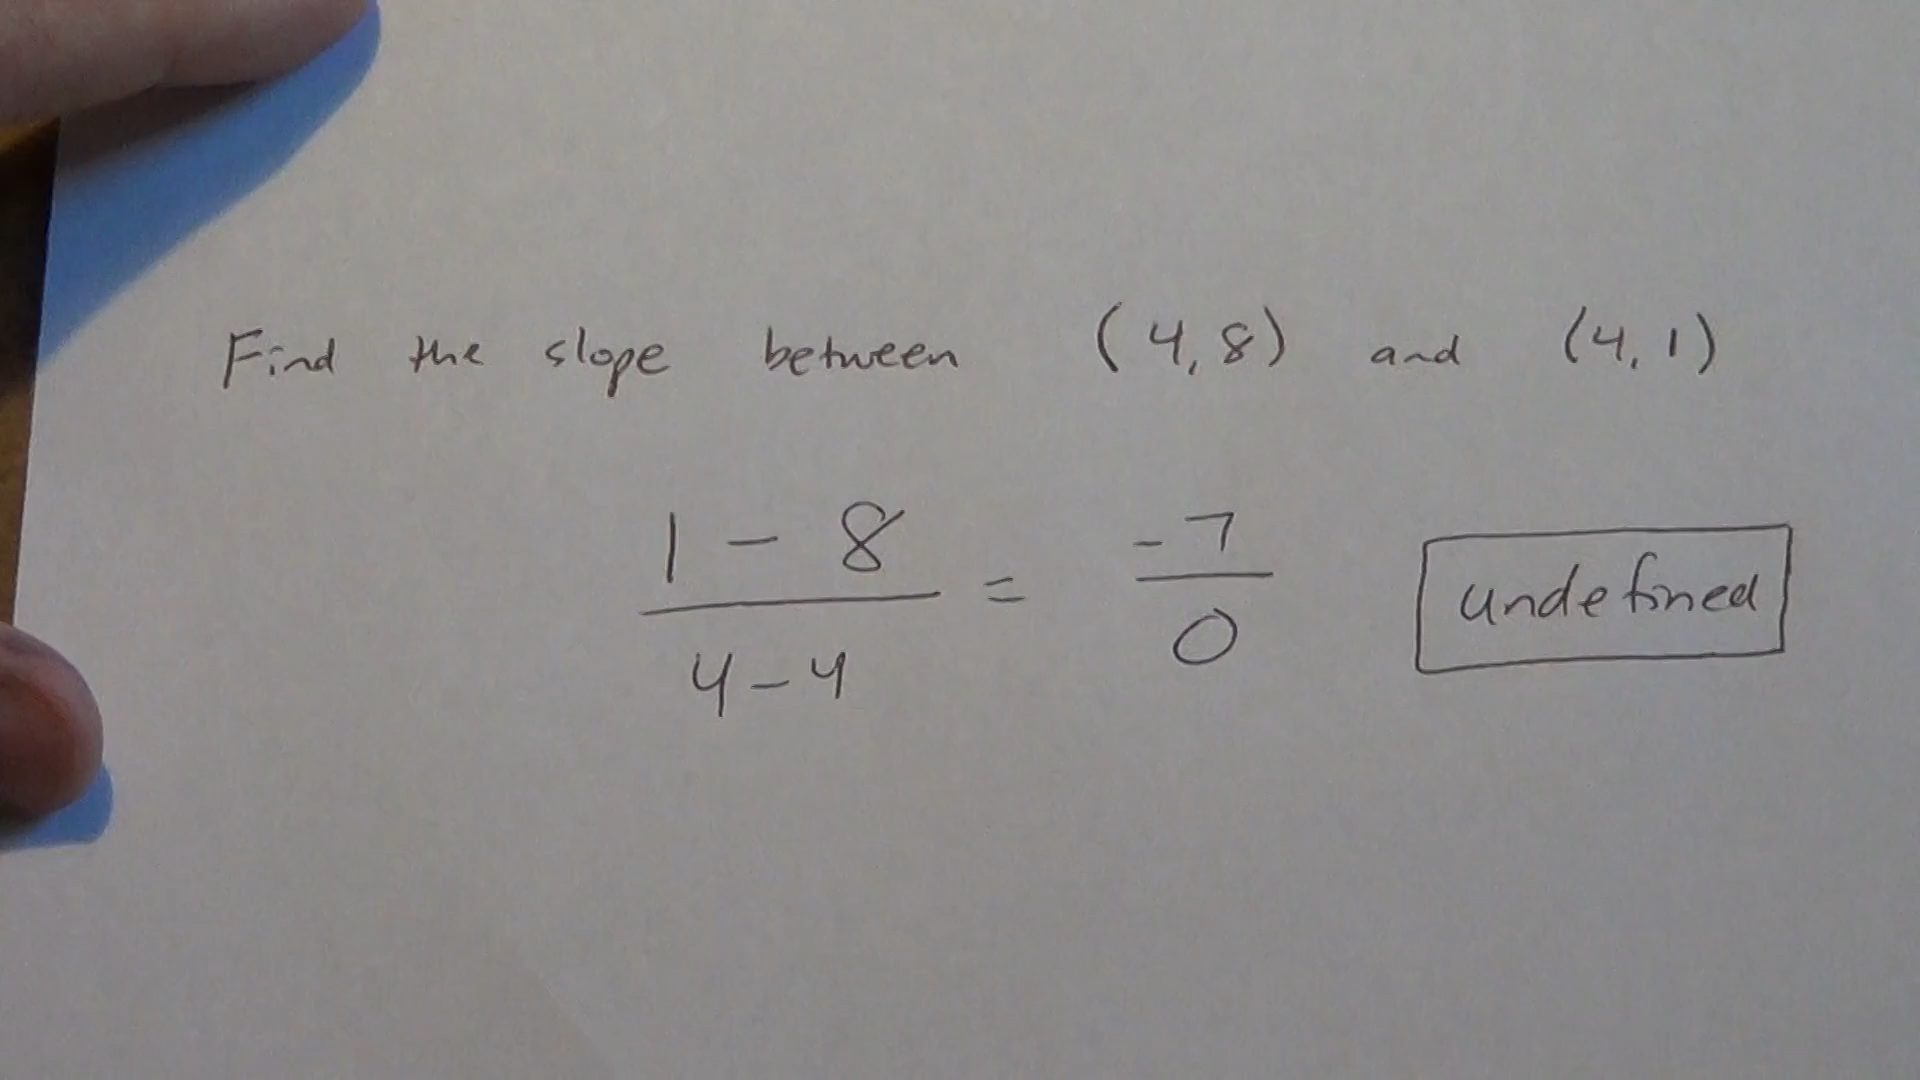 Find the slope between (4,8) and (4,1)
1 - 8
4 - 4
=
-7
0
undefined